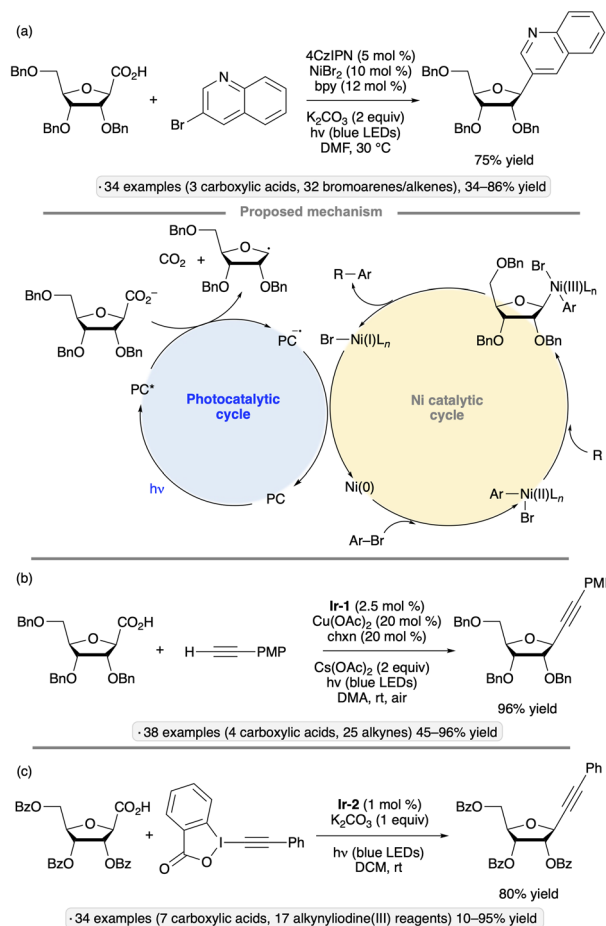 (a)
BnO
O
CO₂H
BnO
OBn
+
N
Br
4CzIPN (5 mol %)
NiBr₂ (10 mol %)
bpy (12 mol %)
K₂CO₃ (2 equiv)
hν (blue LEDs)
DMF, 30 °C
N
BnO
O
BnO
OBn
75% yield
· 34 examples (3 carboxylic acids, 32 bromoarenes/alkenes), 34–86% yield
Proposed mechanism
CO₂ +
BnO
O
BnO
OBn
BnO
O
CO₂⁻
BnO
OBn
PC*
PC⁻•
Photocatalytic
cycle
hν
PC
R–Ar
Br–Ni(I)Lₙ
OBn
O
Br
Ni(III)Lₙ
Ar
BnO
OBn
Ni catalytic
cycle
R
Ni(0)
Ar–Ni(II)Lₙ
Br
Ar–Br
(b)
BnO
O
CO₂H
BnO
OBn
+
H
PMP
Ir-1 (2.5 mol %)
Cu(OAc)₂ (20 mol %)
chxn (20 mol %)
Cs(OAc)₂ (2 equiv)
hν (blue LEDs)
DMA, rt, air
BnO
O
BnO
OBn
96% yield
· 38 examples (4 carboxylic acids, 25 alkynes) 45–96% yield
(c)
BzO
O
CO₂H
BzO
OBz
+
I
Ph
O
O
Ir-2 (1 mol %)
K₂CO₃ (1 equiv)
hν (blue LEDs)
DCM, rt
Ph
BzO
O
BzO
OBz
80% yield
· 34 examples (7 carboxylic acids, 17 alkynyliodine(III) reagents) 10–95% yield